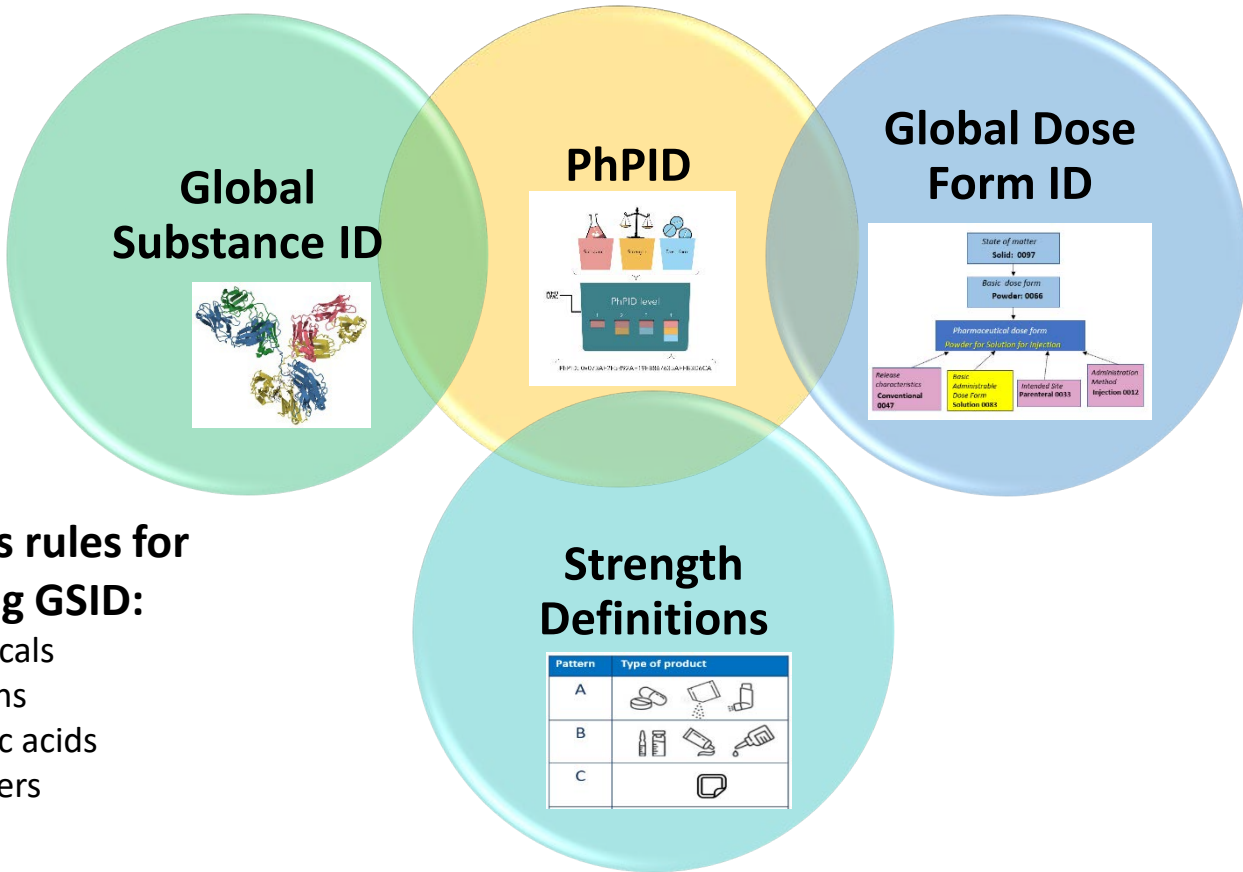 Global
Substance ID
PhPID
PhPID level
Global Dose
Form ID
State of matter
Solid: 0097
Basic dose form
Powder: 0066
Pharmaceutical dose form
Powder for Solution for Injection
Release
characteristics
Conventional
0047
Basic
Administrable
Dose Form
Solution 0083
Intended Site
Parenteral 0033
Administration
Method
Injection 0012
s rules for
g GSID:
cals
ns
c acids
ers
Strength
Definitions
Pattern Type of product
A
B
C